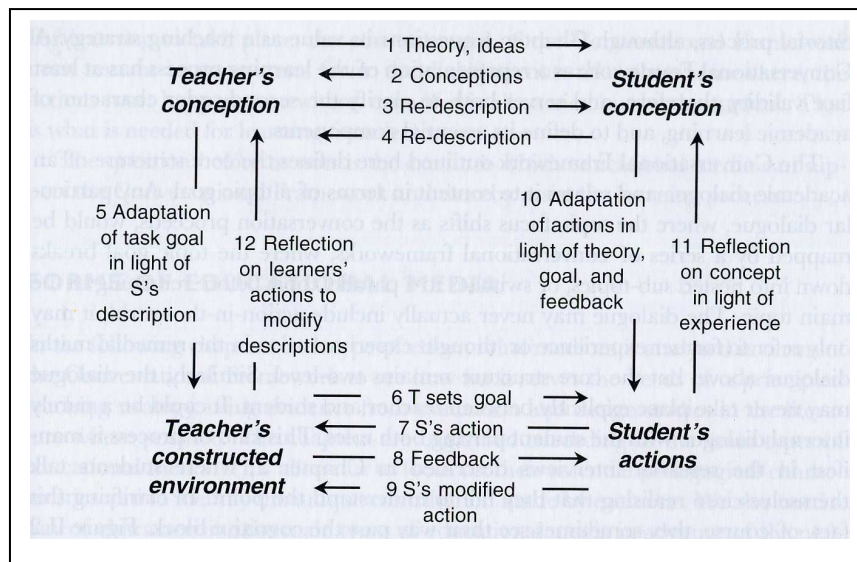 1 Theory, ideas
Teacher's
conception
2 Conceptions
3 Re-description
4 Re-description
Student's
conception
5 Adaptation
of task goal
in light of
S's
description
12 Reflection
on learners'
actions to
modify
descriptions
10 Adaptation
of actions in
light of theory,
goal, and
feedback
11 Reflection
on concept
in light of
experience
6 T sets goal
Teacher's
constructed
environment
7 S's action
8 Feedback
9 S's modified
action
Student's
actions